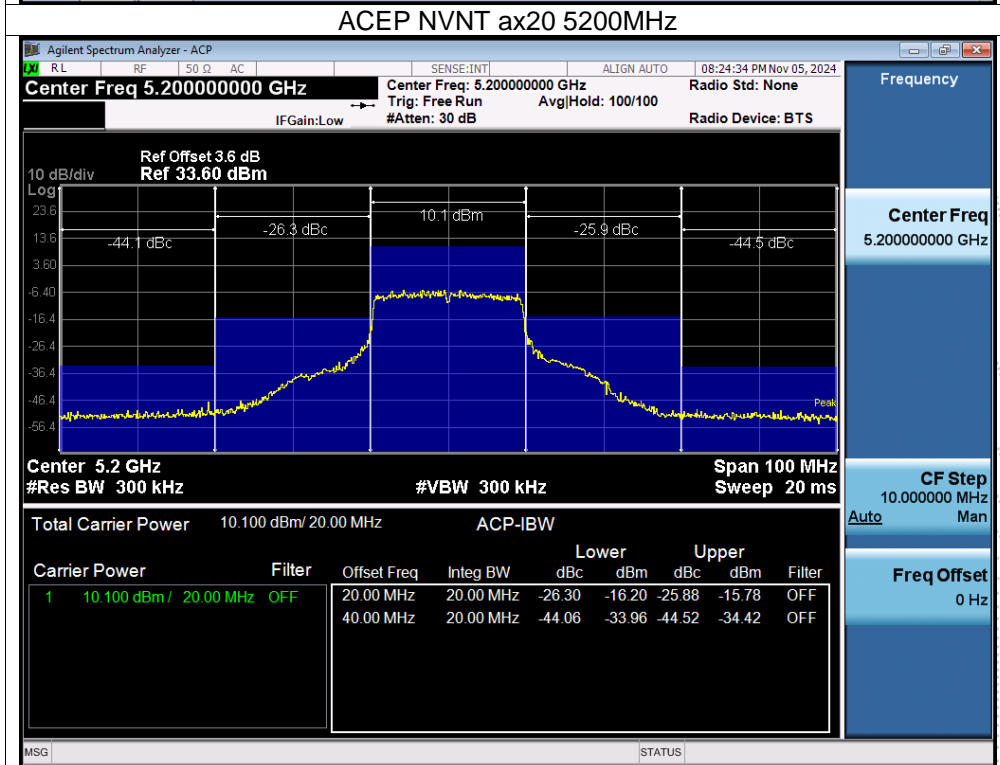 ACEP NVNT ax20 5200MHz
Agilent Spectrum Analyzer - ACP
LXI RL RF 50 Ω AC SENSE:INT ALIGN AUTO 08:24:34 PM Nov 05, 2024
Center Freq 5.200000000 GHz
Center Freq: 5.200000000 GHz Radio Std: None
Trig: Free Run Avg|Hold: 100/100
IFGain:Low #Atten: 30 dB Radio Device: BTS
Ref Offset 3.6 dB
10 dB/div Ref 33.60 dBm
Log
23.6
13.6
3.60
-6.40
-16.4
-26.4
-36.4
-46.4
-56.4
-44.1 dBc -26.3 dBc 10.1 dBm -25.9 dBc -44.5 dBc
Peak
Center 5.2 GHz Span 100 MHz
#Res BW 300 kHz #VBW 300 kHz Sweep 20 ms
Total Carrier Power 10.100 dBm/ 20.00 MHz ACP-IBW
Lower Upper
Carrier Power Filter Offset Freq Integ BW dBc dBm dBc dBm Filter
1 10.100 dBm / 20.00 MHz OFF 20.00 MHz 20.00 MHz -26.30 -16.20 -25.88 -15.78 OFF
40.00 MHz 20.00 MHz -44.06 -33.96 -44.52 -34.42 OFF
MSG STATUS
Frequency
Center Freq
5.200000000 GHz
CF Step
10.000000 MHz
Auto Man
Freq Offset
0 Hz